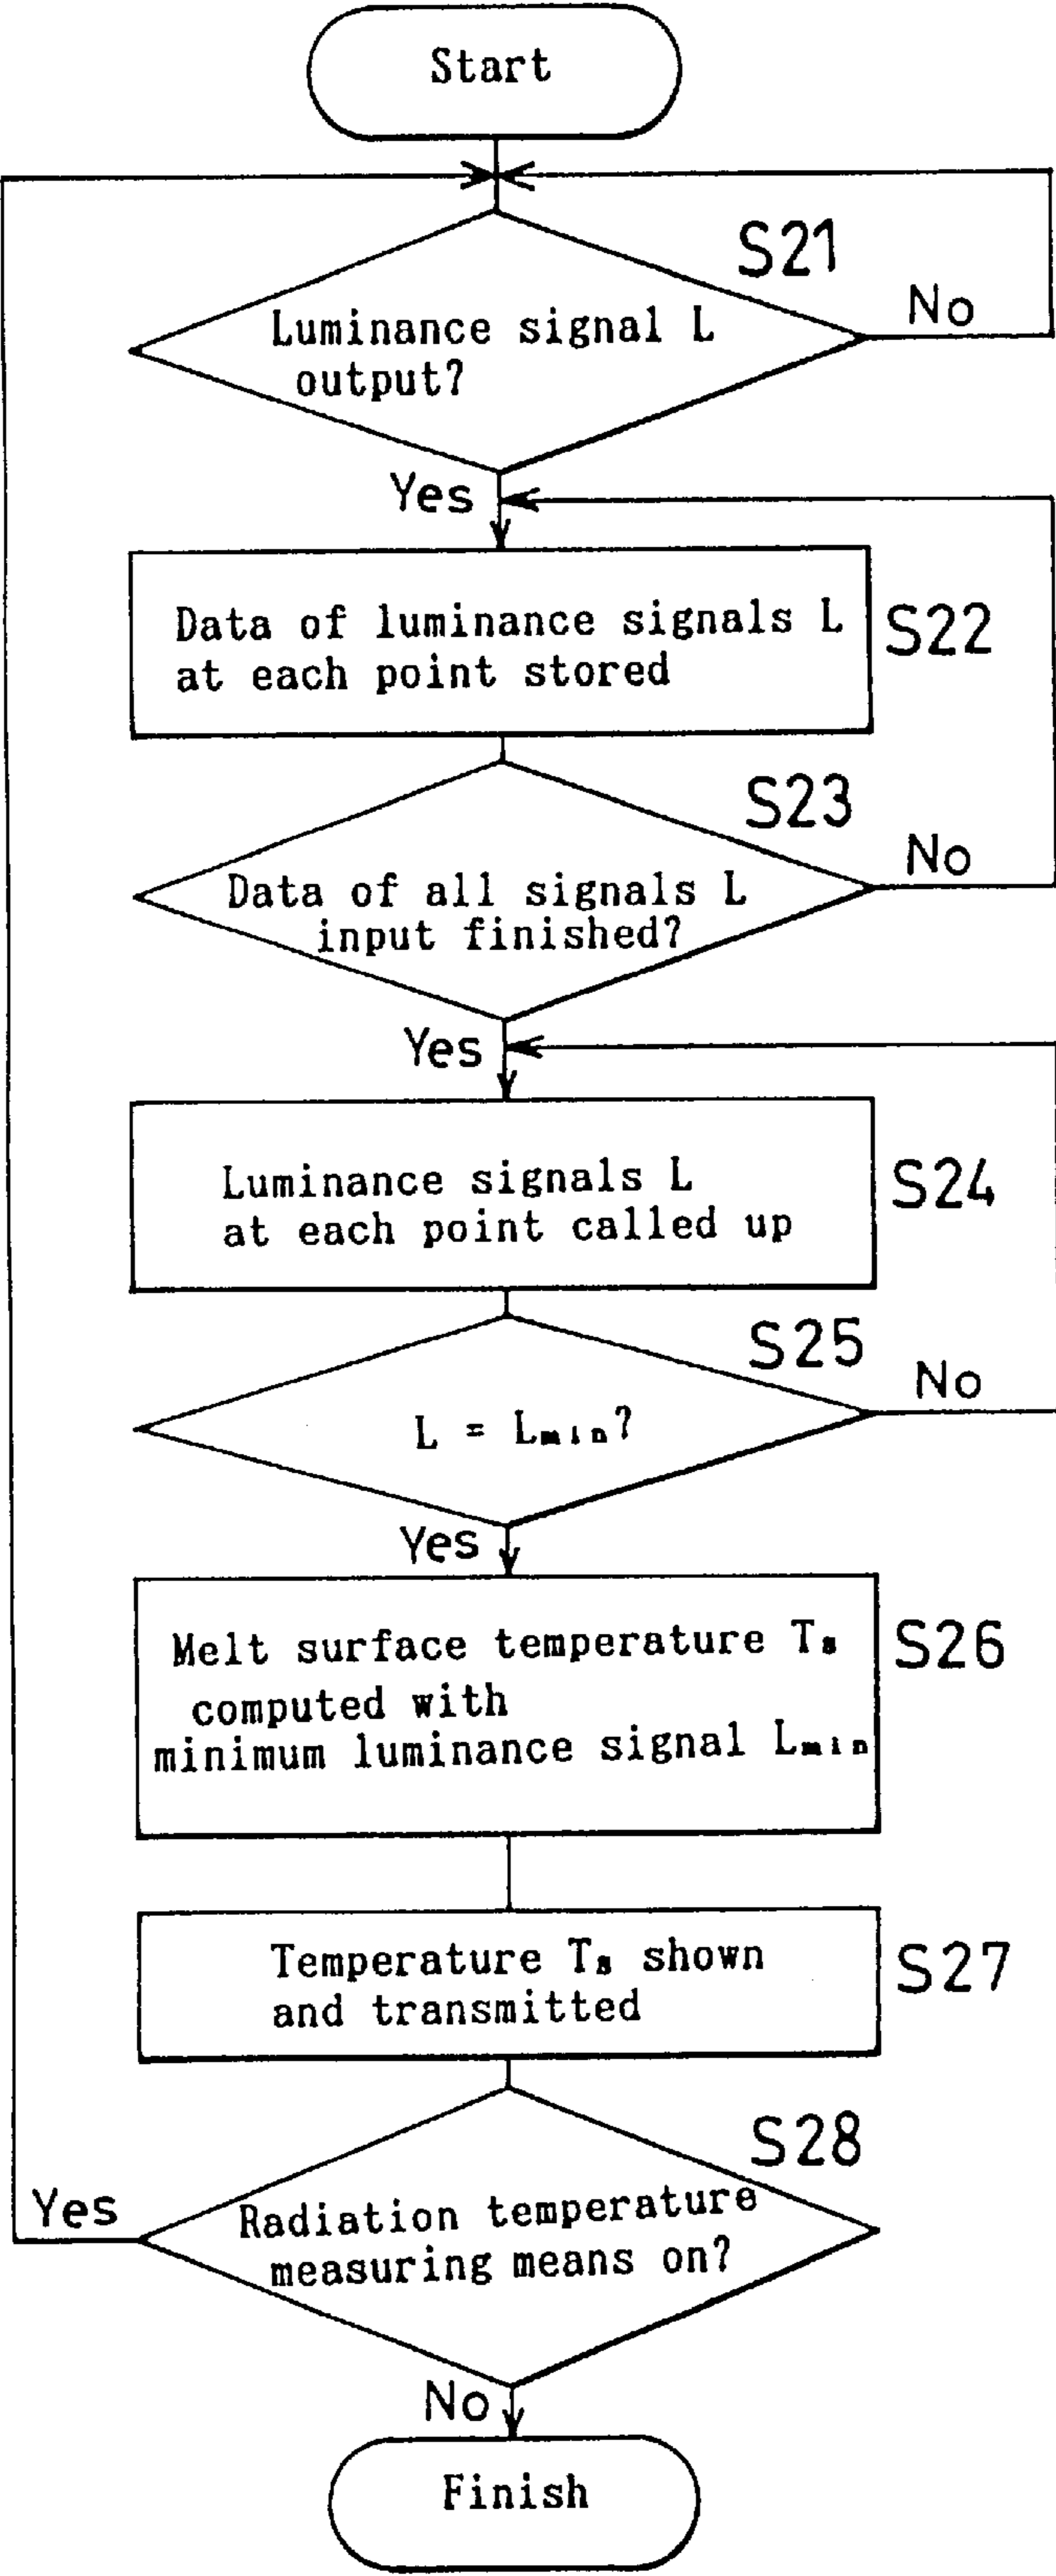 Start
S21
No
Luminance signal L
output?
Yes
Data of luminance signals L
at each point stored
S22
S23
No
Data of all signals L
input finished?
Yes
Luminance signals L
at each point called up
S24
S25
No
L = Lmin?
Yes
Melt surface temperature Ts
computed with
minimum luminance signal Lmin
S26
Temperature Ts shown
and transmitted
S27
S28
Yes
Radiation temperature
measuring means on?
No
Finish